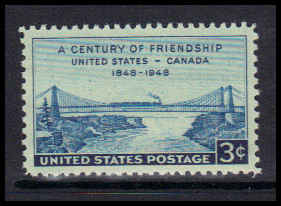 A CENTURY OF FRIENDSHIP
UNITED STATES - CANADA
1848-1948
UNITED STATES POSTAGE 3¢